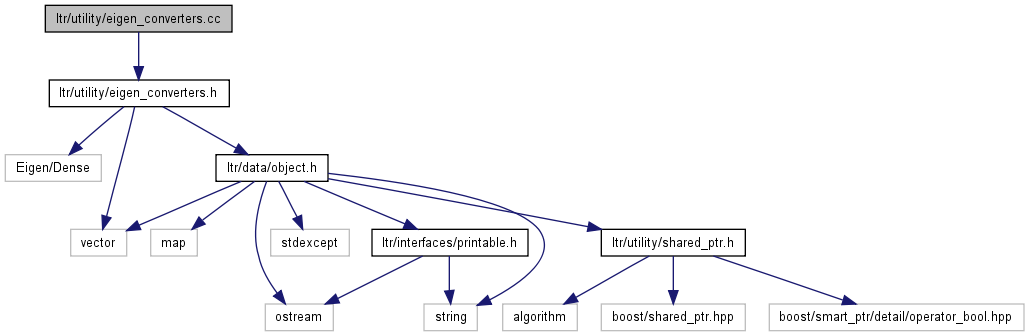 ltr/utility/eigen_converters.cc
ltr/utility/eigen_converters.h
Eigen/Dense
ltr/data/object.h
vector
map
stdexcept
ltr/interfaces/printable.h
ltr/utility/shared_ptr.h
ostream
string
algorithm
boost/shared_ptr.hpp
boost/smart_ptr/detail/operator_bool.hpp